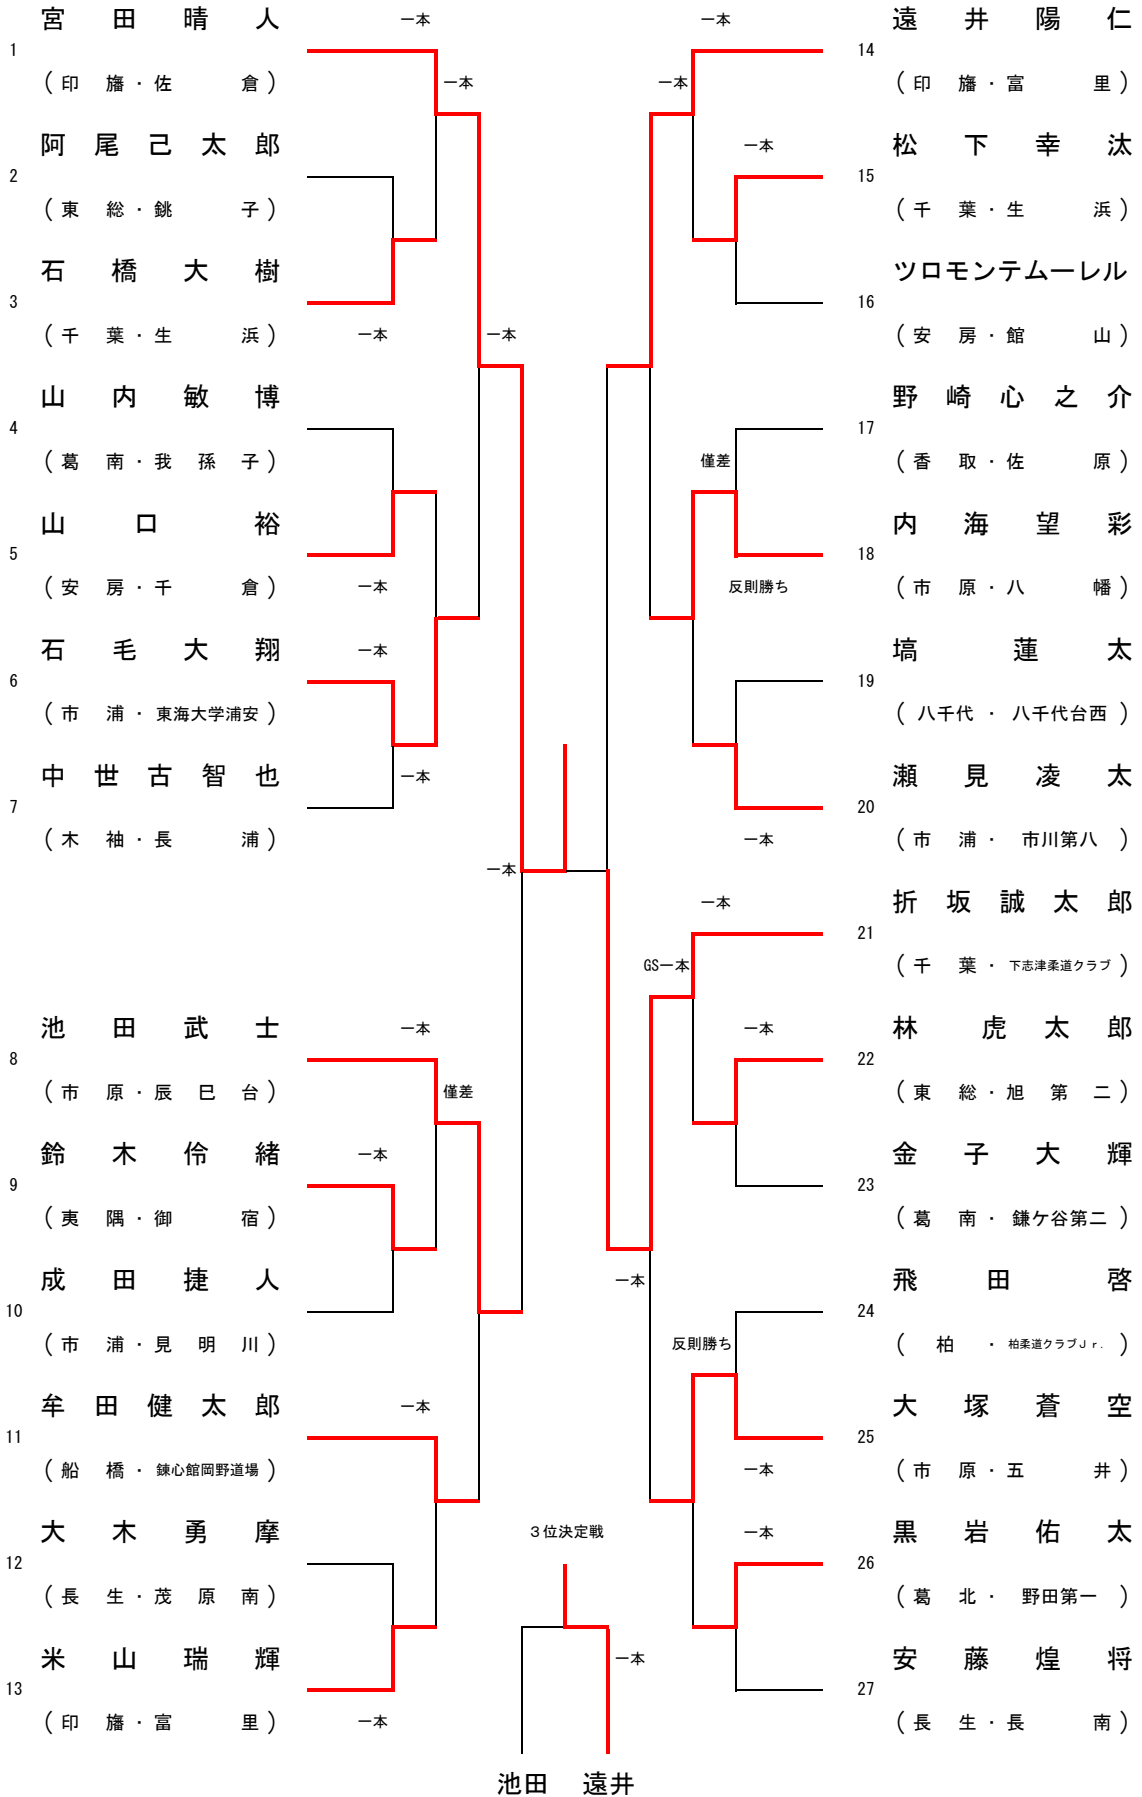 宮田晴人
一本
1
(印旛・佐倉)
一本
阿尾己太郎
2
(東総・銚子)
石橋大樹
3
(千葉・生浜)
一本
一本
山内敏博
4
(葛南・我孫子)
山口裕
5
(安房・千倉)
一本
石毛大翔
一本
6
(市浦・東海大学浦安)
中世古智也
一本
7
(木袖・長浦)
一本
池田武士
一本
8
(市原・辰巳台)
僅差
鈴木伶緒
一本
9
(夷隅・御宿)
成田捷人
10
(市浦・見明川)
牟田健太郎
一本
11
(船橋・錬心館岡野道場)
大木勇摩
12
(長生・茂原南)
米山瑞輝
13
(印旛・富里)
一本
一本
遠井陽仁
14
一本
(印旛・富里)
一本
松下幸汰
15
(千葉・生浜)
ツロモンテムーレル
16
(安房・館山)
野崎心之介
17
僅差
(香取・佐原)
内海望彩
18
反則勝ち
(市原・八幡)
塙蓮太
19
(八千代・八千代台西)
瀬見凌太
20
一本
(市浦・市川第八)
一本
折坂誠太郎
21
GS一本
(千葉・下志津柔道クラブ)
一本
林虎太郎
22
(東総・旭第二)
金子大輝
23
(葛南・鎌ケ谷第二)
一本
飛田啓
24
反則勝ち
(柏・柏柔道クラブJr.)
大塚蒼空
25
一本
(市原・五井)
一本
黒岩佑太
26
(葛北・野田第一)
安藤煌将
27
(長生・長南)
3位決定戦
一本
池田 遠井